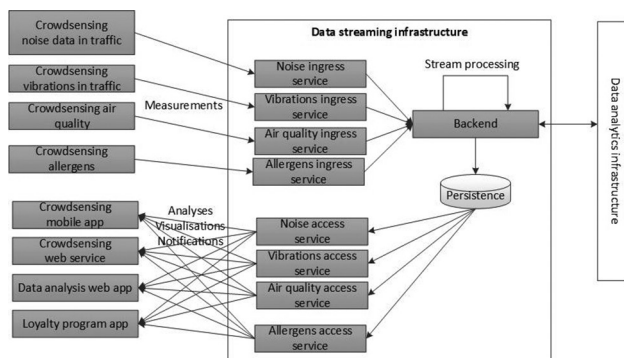 Crowdsensing
noise data in traffic
Crowdsensing
vibrations in traffic
Crowdsensing air
quality
Crowdsensing
allergens
Measurements
Data streaming infrastructure
Noise ingress
service
Vibrations ingress
service
Air quality ingress
service
Allergens ingress
service
Stream processing
Backend
Persistence
Data analytics infrastructure
Crowdsensing
mobile app
Crowdsensing
web service
Data analysis web app
Loyalty program app
Analyses
Visualisations
Notifications
Noise access
service
Vibrations access
service
Air quality access
service
Allergens access
service